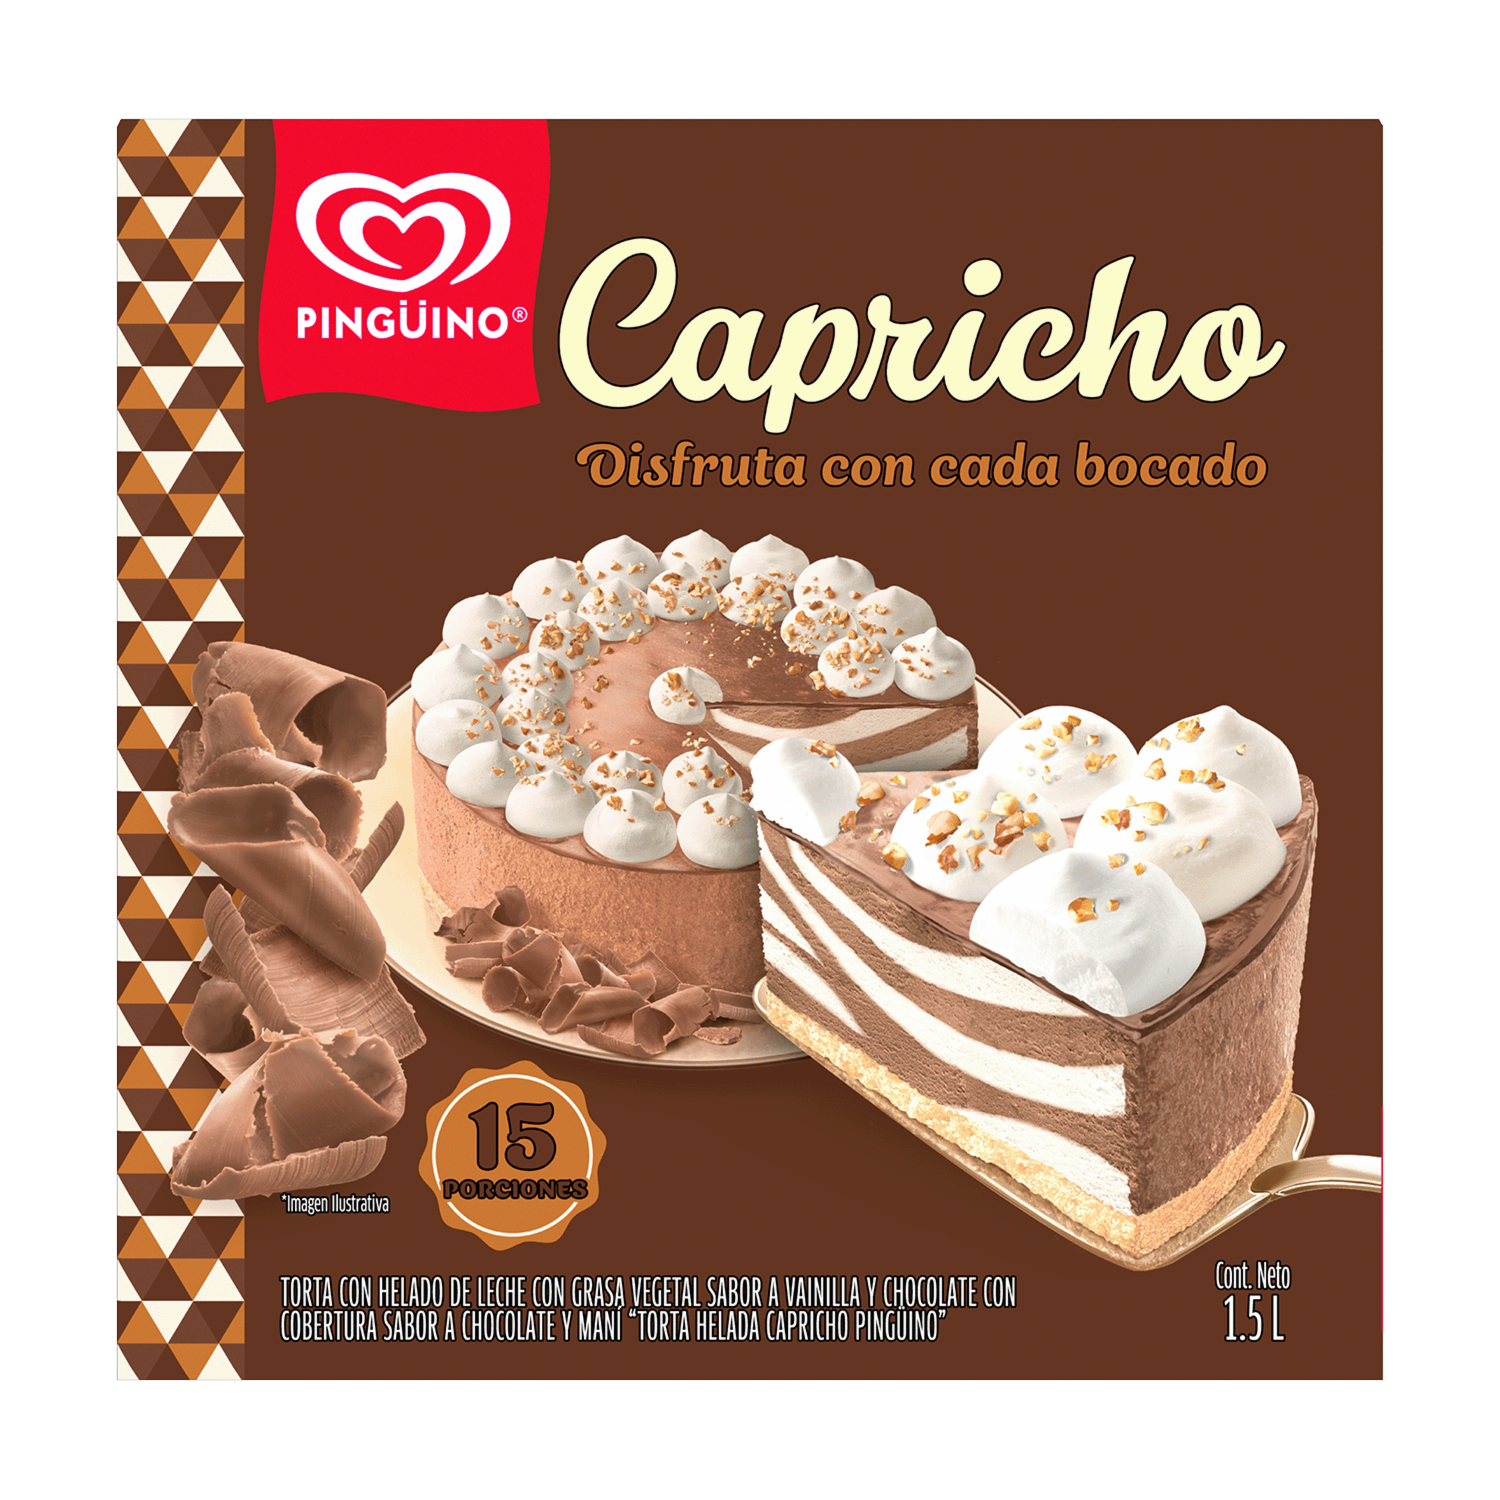 PINGÜINO®
Capricho
Disfruta con cada bocado
15
PORCIONES
*Imagen Ilustrativa
TORTA CON HELADO DE LECHE CON GRASA VEGETAL SABOR A VAINILLA Y CHOCOLATE CON
COBERTURA SABOR A CHOCOLATE Y MANÍ “TORTA HELADA CAPRICHO PINGÜINO”
Cont. Neto
1.5 L